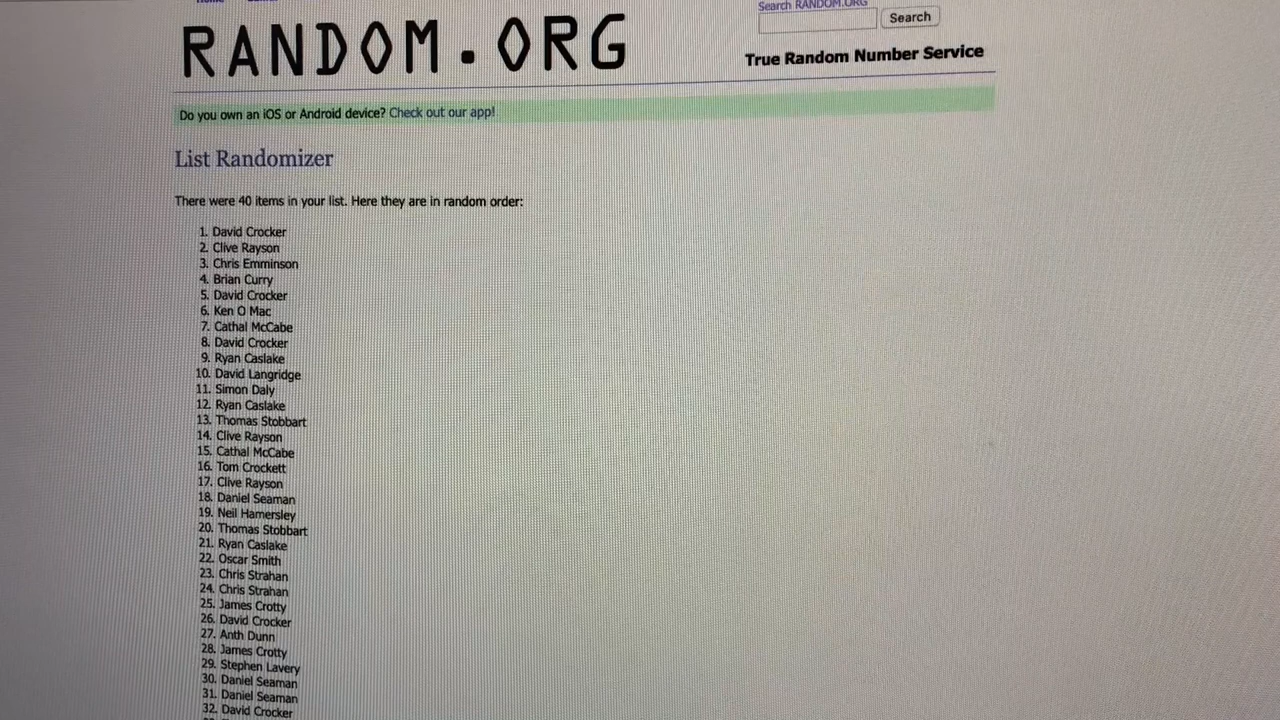 Search RANDOM.ORG
RANDOM.ORG
Search
True Random Number Service
Do you own an iOS or Android device? Check out our app!
List Randomizer
There were 40 items in your list. Here they are in random order:
1. David Crocker
2. Clive Rayson
3. Chris Emminson
4. Brian Curry
5. David Crocker
6. Ken O Mac
7. Cathal McCabe
8. David Crocker
9. Ryan Caslake
10. David Langridge
11. Simon Daly
12. Ryan Caslake
13. Thomas Stobbart
14. Clive Rayson
15. Cathal McCabe
16. Tom Crockett
17. Clive Rayson
18. Daniel Seaman
19. Neil Hamersley
20. Thomas Stobbart
21. Ryan Caslake
22. Oscar Smith
23. Chris Strahan
24. Chris Strahan
25. James Crotty
26. David Crocker
27. Anth Dunn
28. James Crotty
29. Stephen Lavery
30. Daniel Seaman
31. Daniel Seaman
32. David Crocker